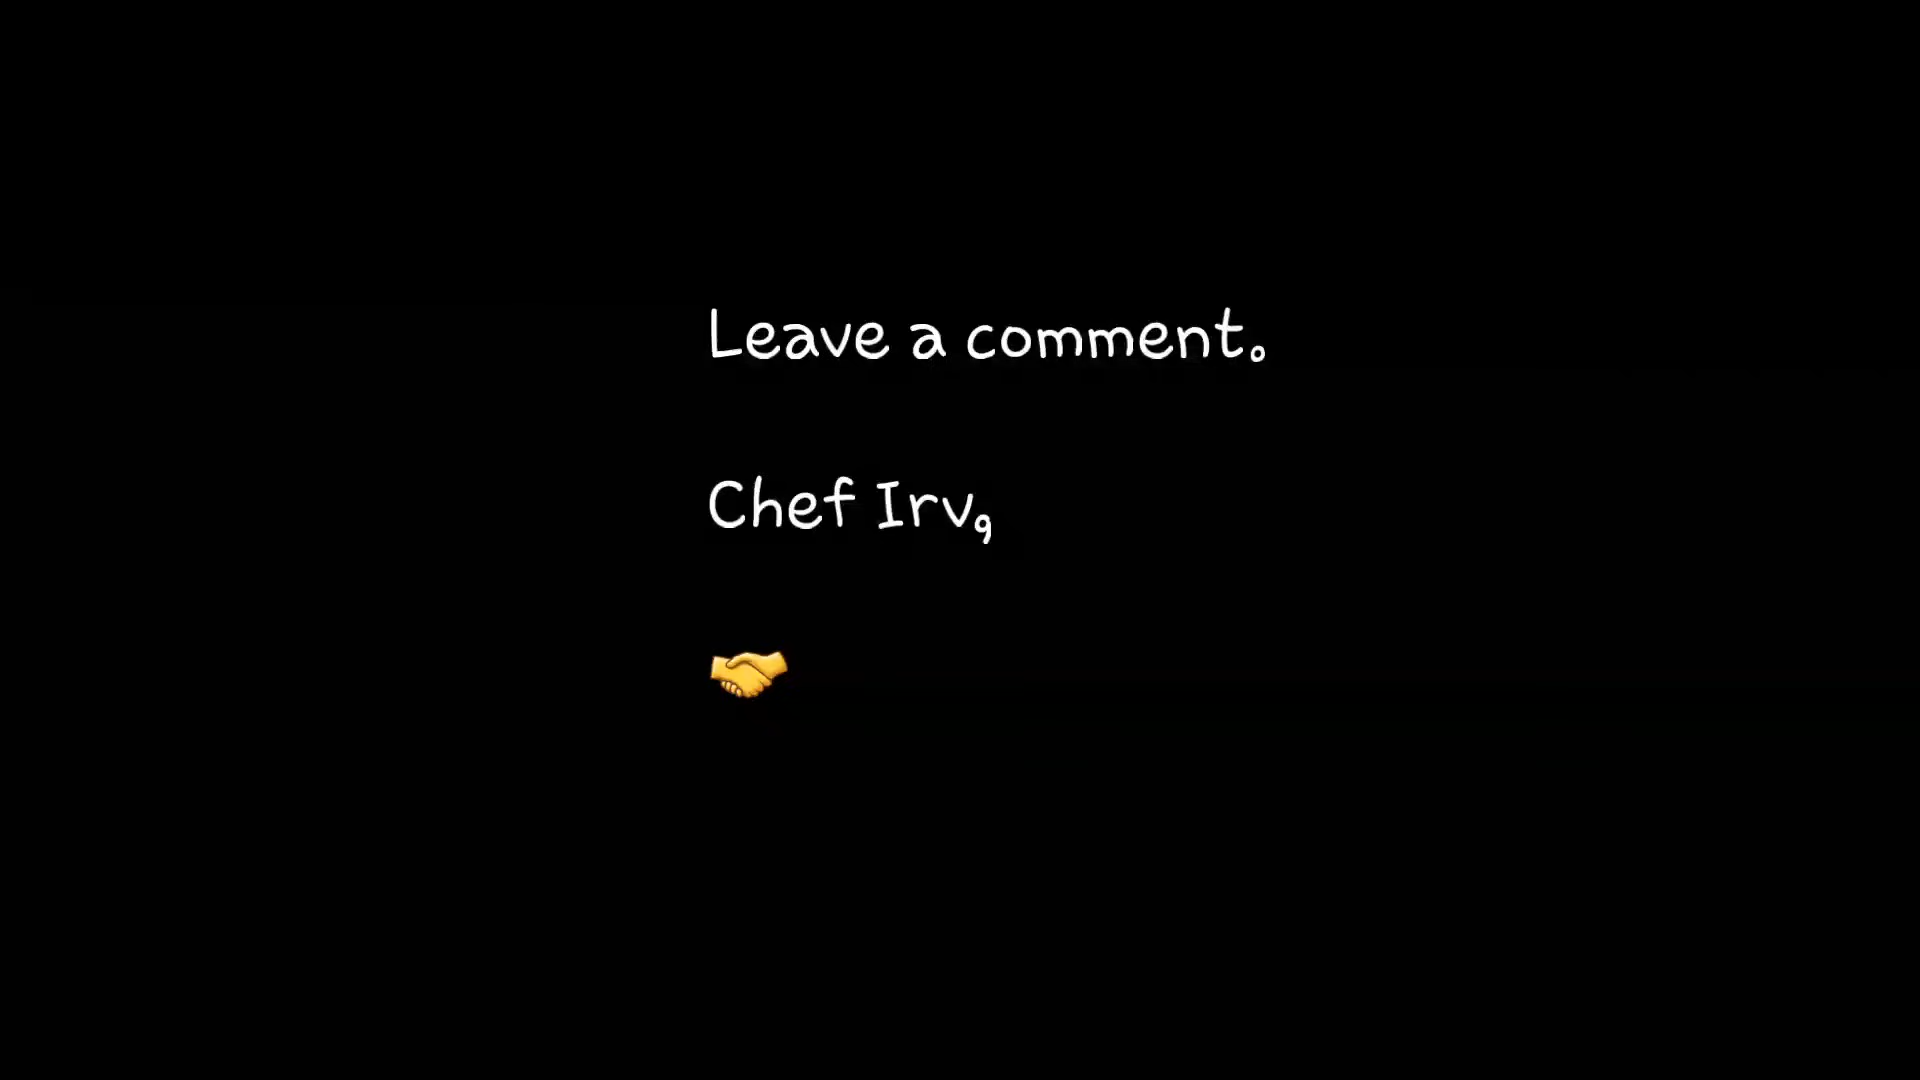 Leave a comment.
Chef Irv,
🤝